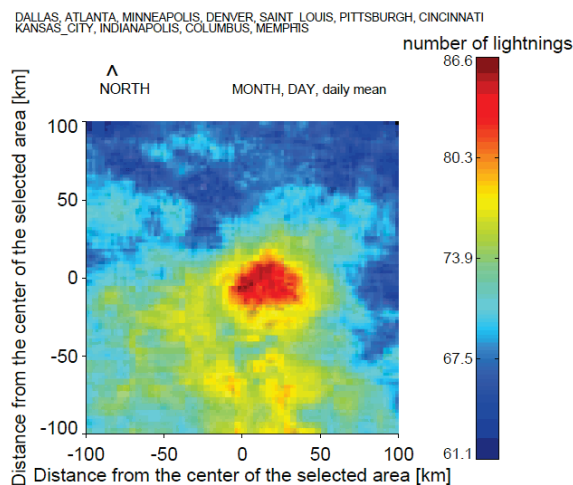 DALLAS, ATLANTA, MINNEAPOLIS, DENVER, SAINT_LOUIS, PITTSBURGH, CINCINNATI
KANSAS_CITY, INDIANAPOLIS, COLUMBUS, MEMPHIS
number of lightnings
^
NORTH
MONTH, DAY, daily mean
Distance from the center of the selected area [km]
100
50
0
-50
-100
-100
-50
0
50
100
Distance from the center of the selected area [km]
86.6
80.3
73.9
67.5
61.1